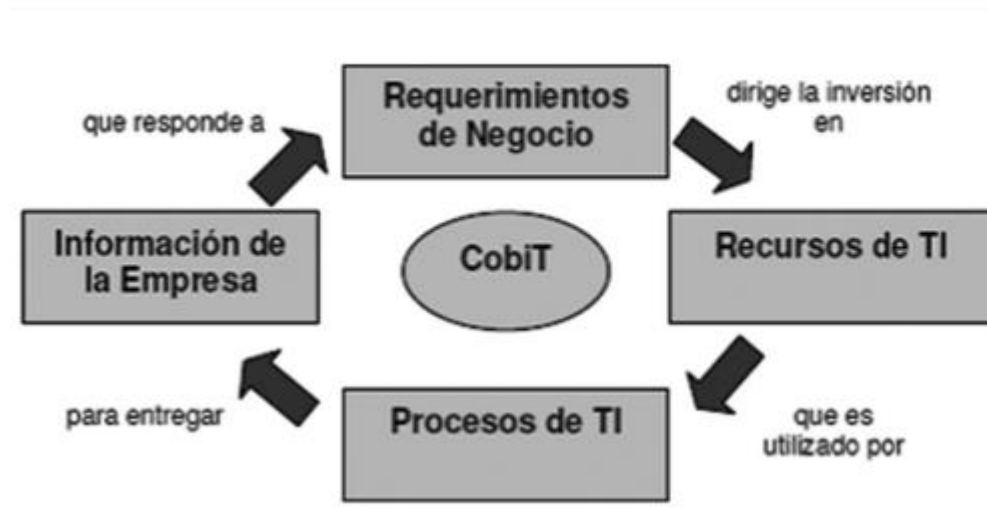 Requerimientos
de Negocio
dirige la inversión
en
Recursos de TI
que es
utilizado por
Procesos de TI
para entregar
Información de
la Empresa
que responde a
CobiT